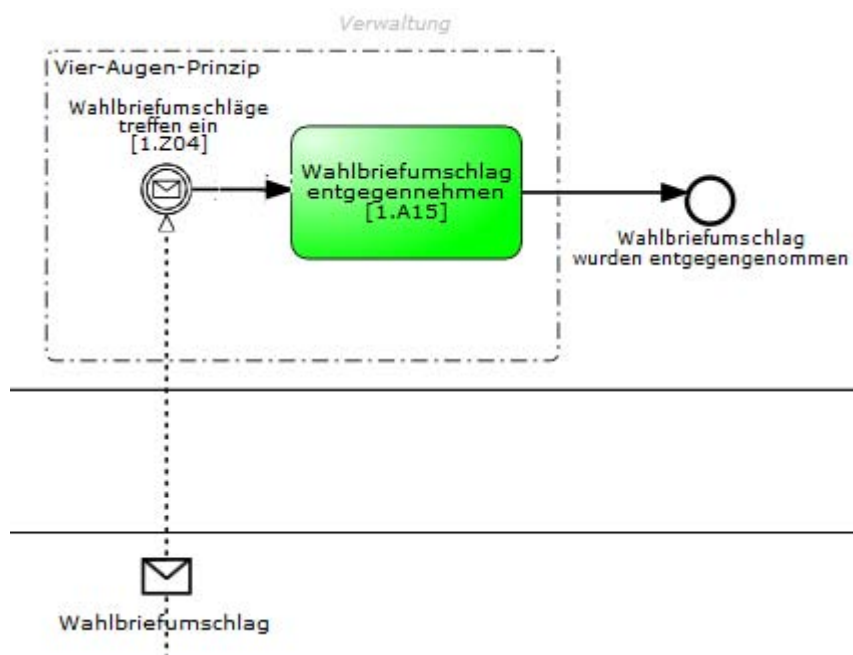 Verwaltung
Vier-Augen-Prinzip
Wahlbriefumschläge
treffen ein
[1.Z04]
Wahlbriefumschlag
entgegennehmen
[1.A15]
Wahlbriefumschlag
wurden entgegengenommen
Wahlbriefumschlag